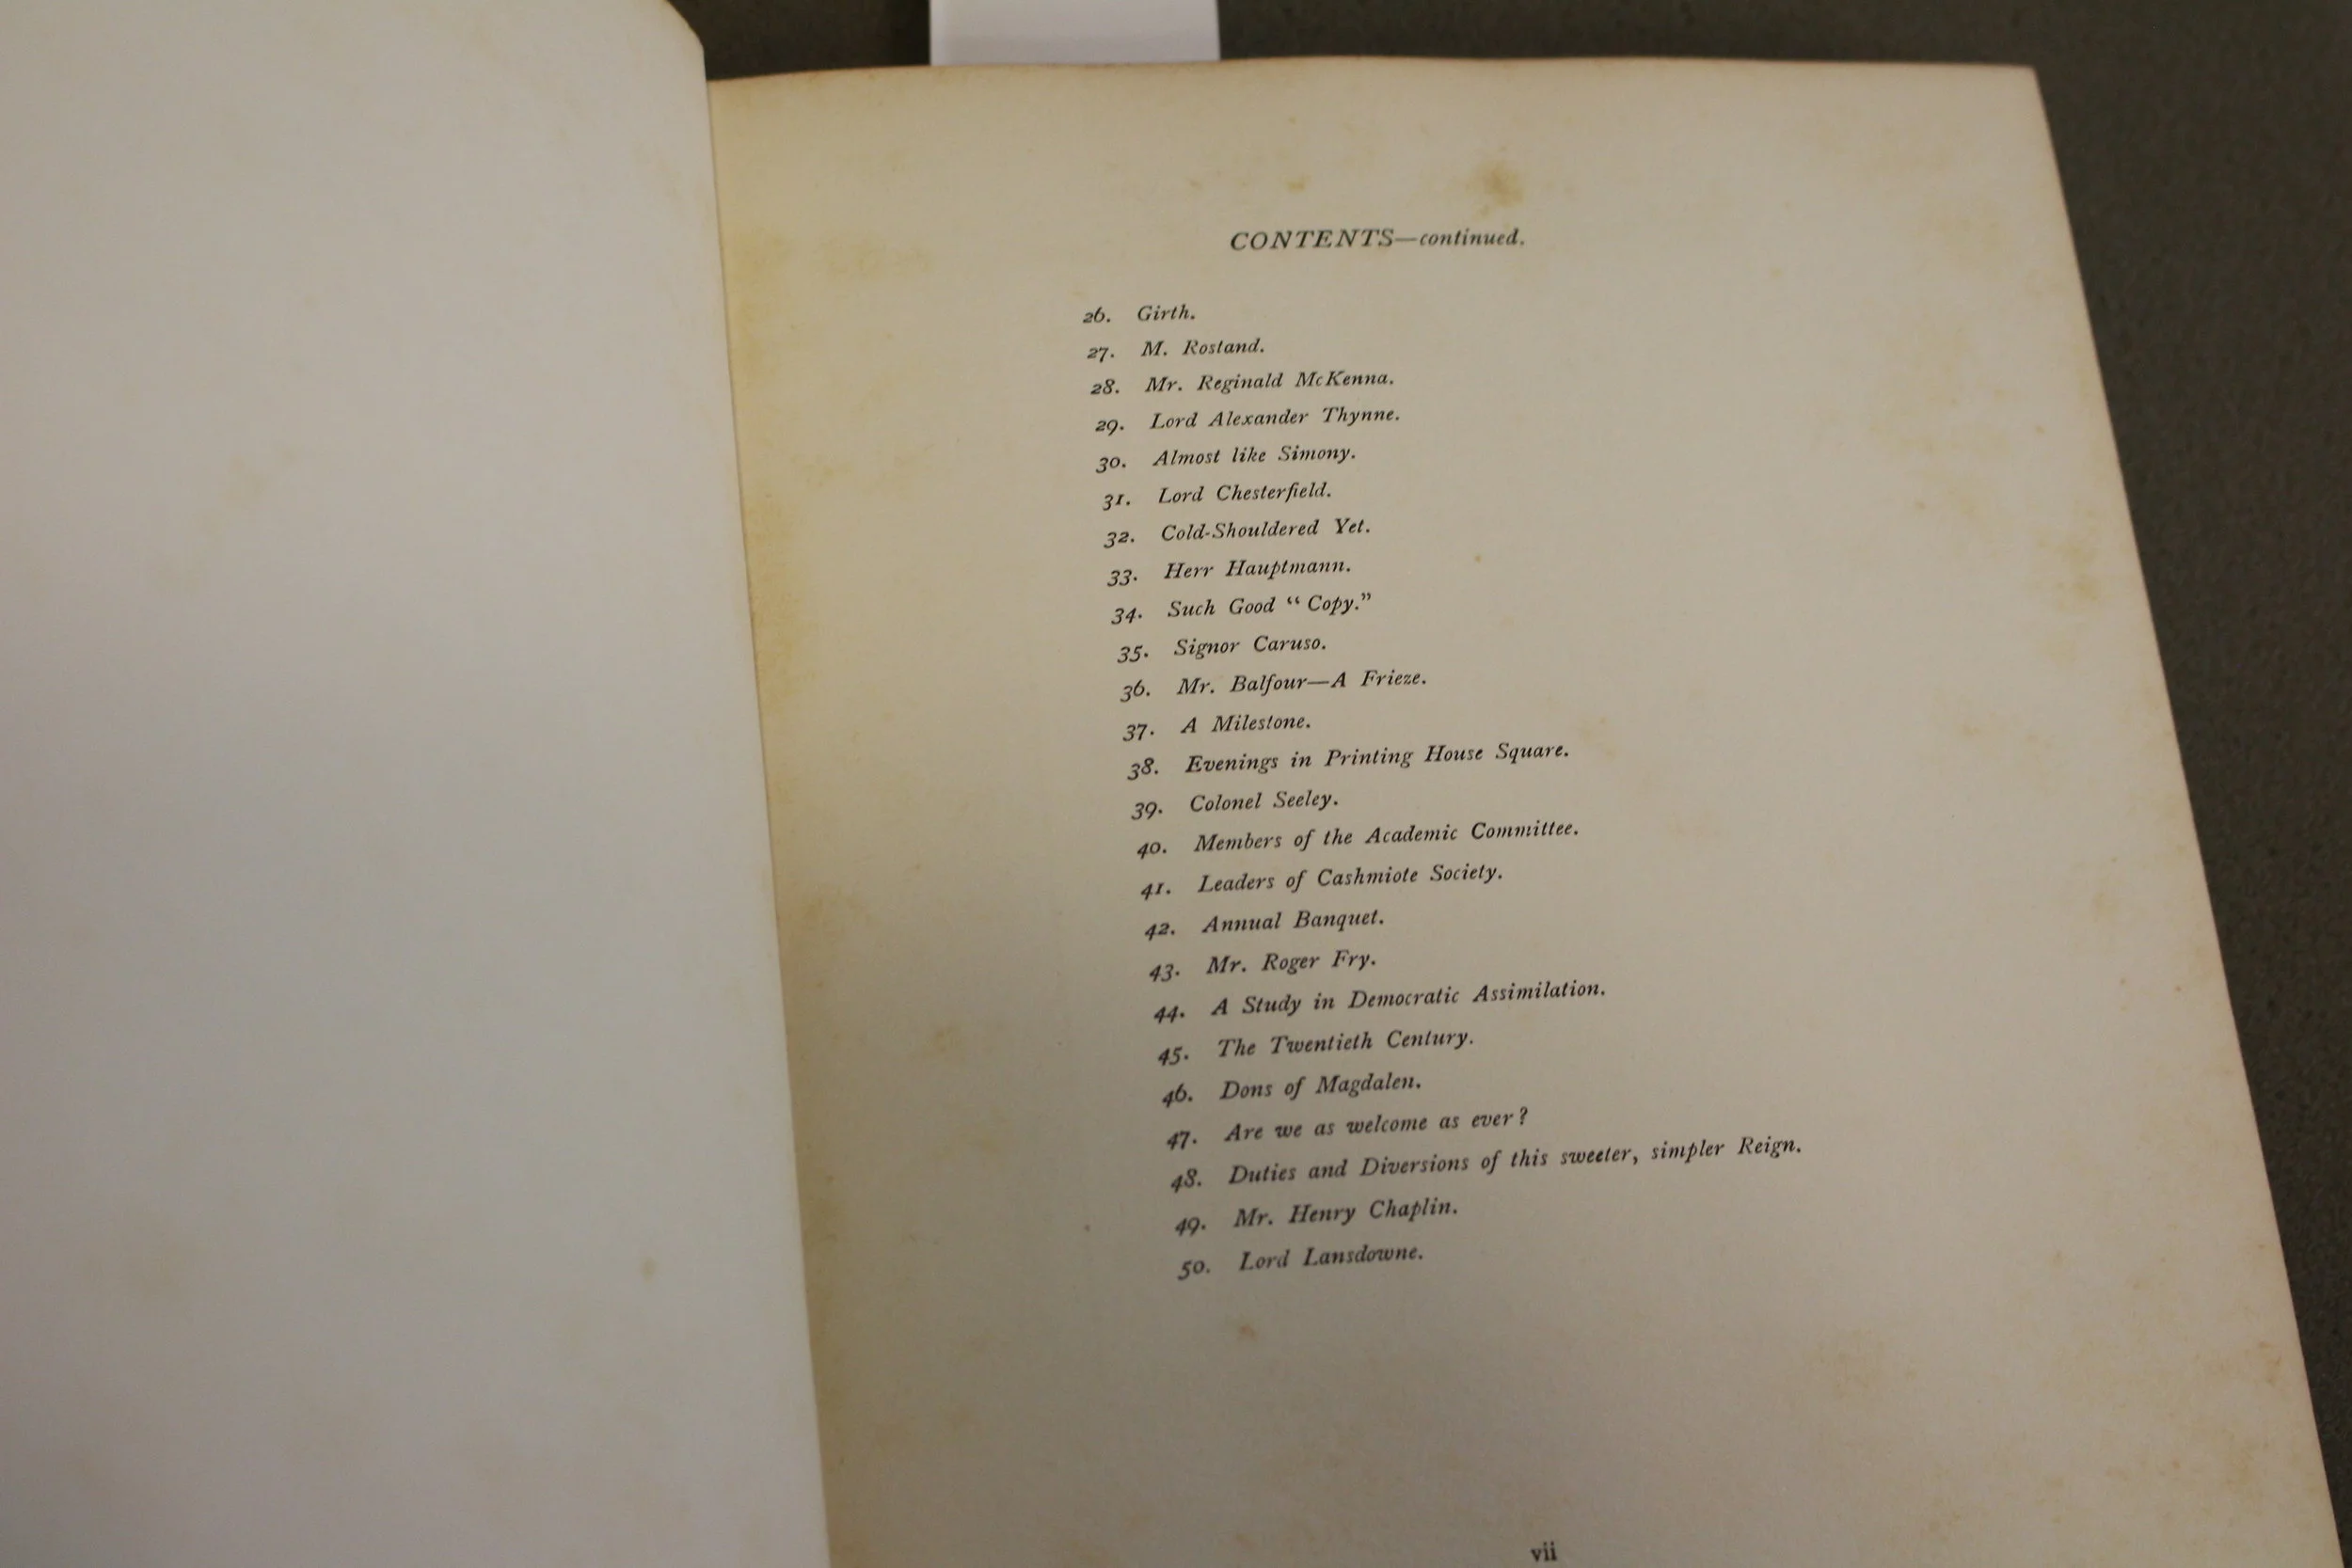 CONTENTS—continued.
26. Girth.
27. M. Rostand.
28. Mr. Reginald McKenna.
29. Lord Alexander Thynne.
30. Almost like Simony.
31. Lord Chesterfield.
32. Cold-Shouldered Yet.
33. Herr Hauptmann.
34. Such Good “Copy.”
35. Signor Caruso.
36. Mr. Balfour—A Frieze.
37. A Milestone.
38. Evenings in Printing House Square.
39. Colonel Seeley.
40. Members of the Academic Committee.
41. Leaders of Cashmiote Society.
42. Annual Banquet.
43. Mr. Roger Fry.
44. A Study in Democratic Assimilation.
45. The Twentieth Century.
46. Dons of Magdalen.
47. Are we as welcome as ever?
48. Duties and Diversions of this sweeter, simpler Reign.
49. Mr. Henry Chaplin.
50. Lord Lansdowne.
vii